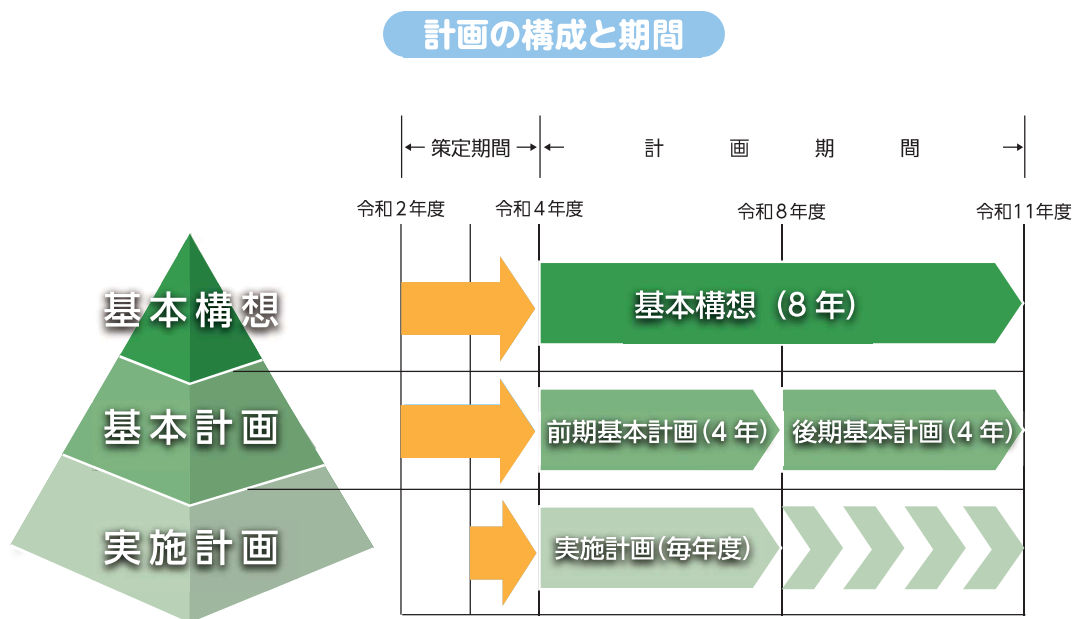 計画の構成と期間
←策定期間→ ←計画期間→
令和2年度 令和4年度 令和8年度 令和11年度
基本構想
基本構想（8年）
基本計画
前期基本計画（4年） 後期基本計画（4年）
実施計画
実施計画（毎年度）